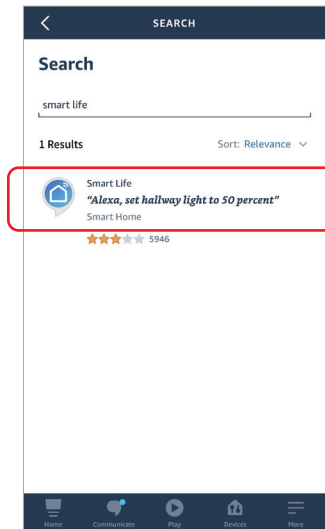 SEARCH
Search
smart life
1 Results Sort: Relevance
Smart Life
“Alexa, set hallway light to 50 percent”
Smart Home
5946
Home Communicate Play Devices More